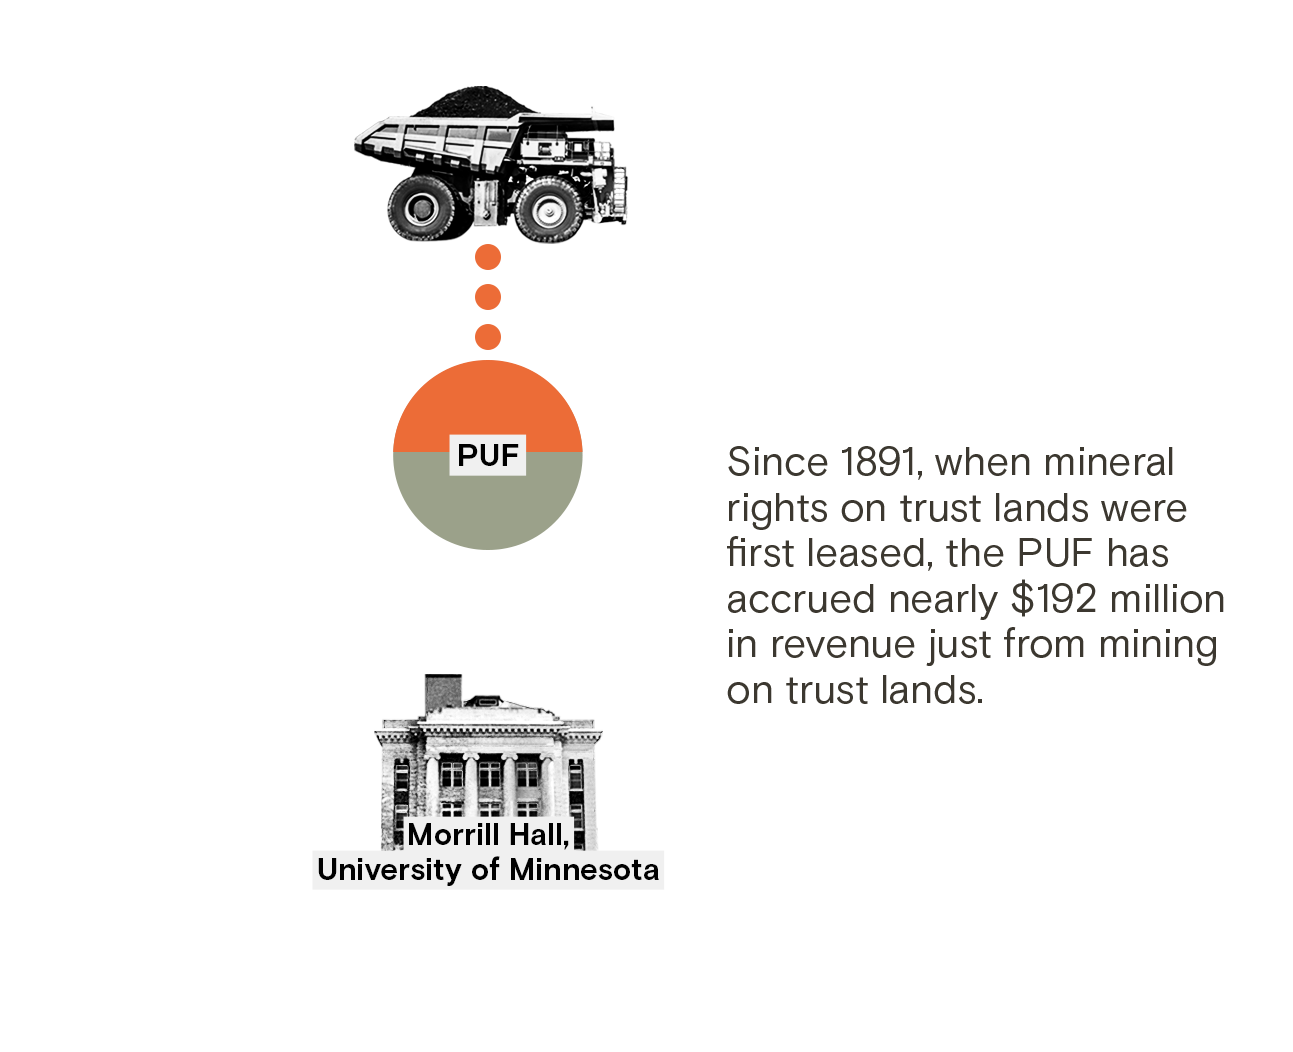 PUF
Since 1891, when mineral
rights on trust lands were
first leased, the PUF has
accrued nearly $192 million
in revenue just from mining
on trust lands.
Morrill Hall,
University of Minnesota